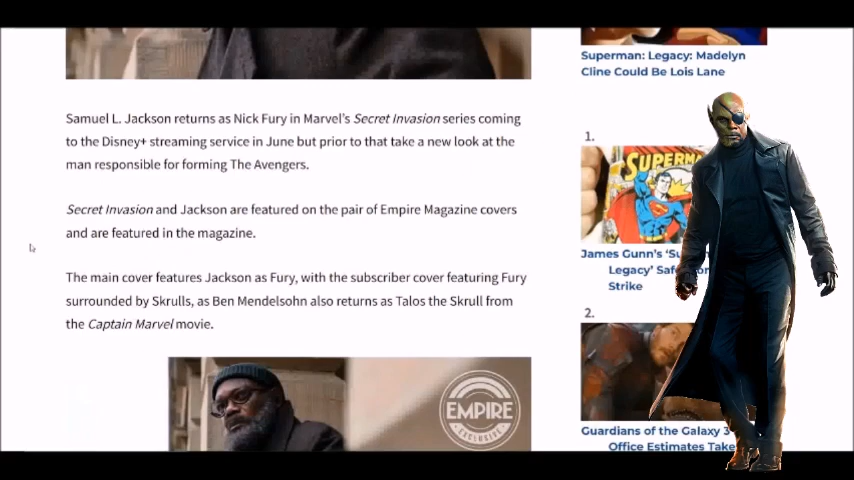 Samuel L. Jackson returns as Nick Fury in Marvel's Secret Invasion series coming
to the Disney+ streaming service in June but prior to that take a new look at the
man responsible for forming The Avengers.
Secret Invasion and Jackson are featured on the pair of Empire Magazine covers
and are featured in the magazine.
The main cover features Jackson as Fury, with the subscriber cover featuring Fury
surrounded by Skrulls, as Ben Mendelsohn also returns as Talos the Skrull from
the Captain Marvel movie.
EMPIRE
EXCLUSIVE
Superman: Legacy: Madelyn
Cline Could Be Lois Lane
1.
SUPERMA
James Gunn's 'Su
Legacy' Saf
Strike
2.
Guardians of the Galaxy 3
Office Estimates Take